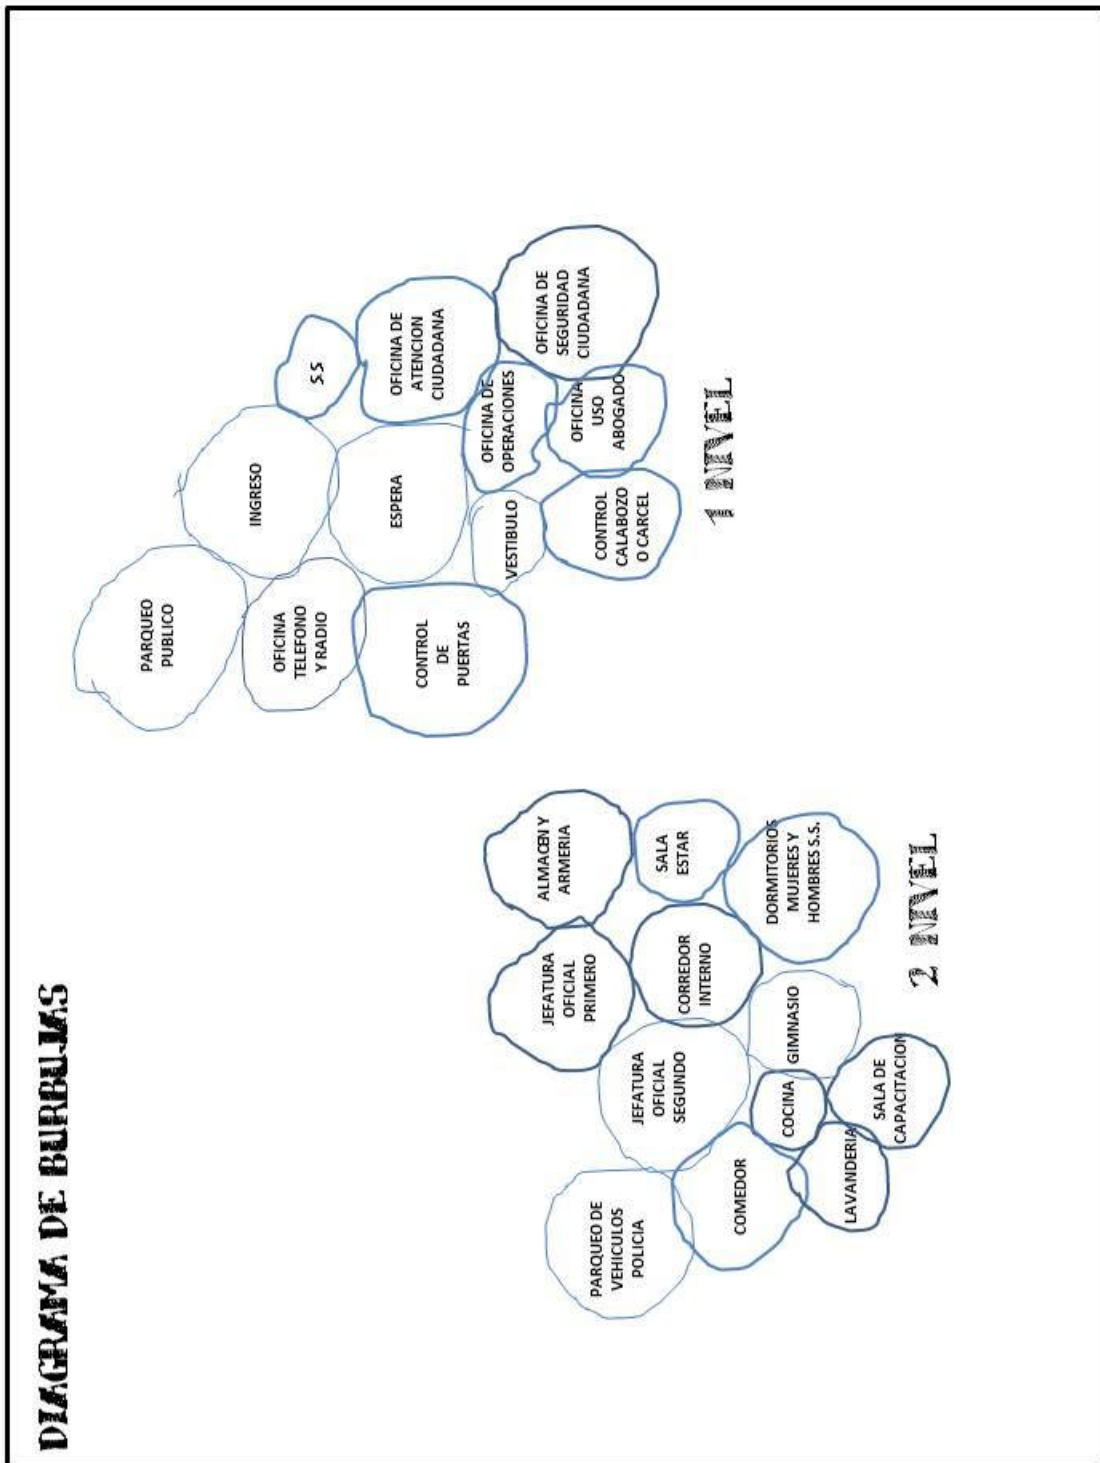 DIAGRAMA DE BURBUJAS
PARQUEO
PUBLICO
INGRESO
S.S
OFICINA
TELEFONO
Y RADIO
ESPERA
OFICINA DE
ATENCION
CIUDADANA
CONTROL
DE
PUERTAS
VESTIBULO
OFICINA DE
OPERACIONES
OFICINA DE
SEGURIDAD
CIUDADANA
CONTROL
CALABOZO
O CARCEL
OFICINA
USO
ABOGADO
1 NIVEL
ALMACEN Y
ARMERIA
JEFATURA
OFICIAL
PRIMERO
SALA
ESTAR
PARQUEO DE
VEHICULOS
POLICIA
JEFATURA
OFICIAL
SEGUNDO
CORREDOR
INTERNO
COMEDOR
COCINA
GIMNASIO
DORMITORIOS
MUJERES Y
HOMBRES S.S.
LAVANDERIA
SALA DE
CAPACITACION
2 NIVEL